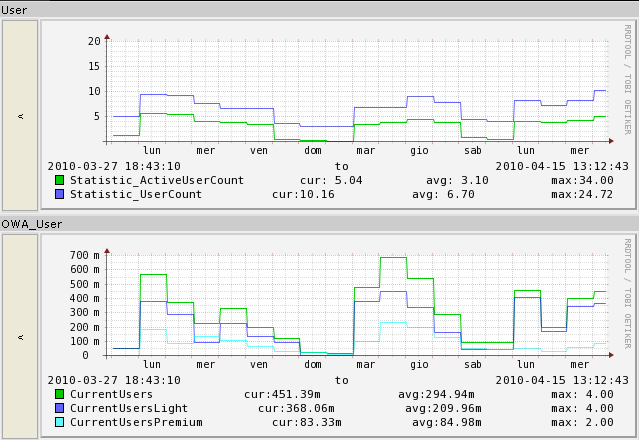 User
20
15
10
5
lun mer ven dom mar gio sab lun mer
2010-03-27 18:43:10 to 2010-04-15 13:12:43
Statistic_ActiveUserCount cur: 5.04 avg: 3.10 max:34.00
Statistic_UserCount cur:10.16 avg: 6.70 max:24.72
RRDTOOL / TOBI OETIKER
OWA_User
700 m
600 m
500 m
400 m
300 m
200 m
100 m
0
lun mer ven dom mar gio sab lun mer
2010-03-27 18:43:10 to 2010-04-15 13:12:43
CurrentUsers cur:451.39m avg:294.94m max: 4.00
CurrentUsersLight cur:368.06m avg:209.96m max: 4.00
CurrentUsersPremium cur:83.33m avg:84.98m max: 2.00
RRDTOOL / TOBI OETIKER